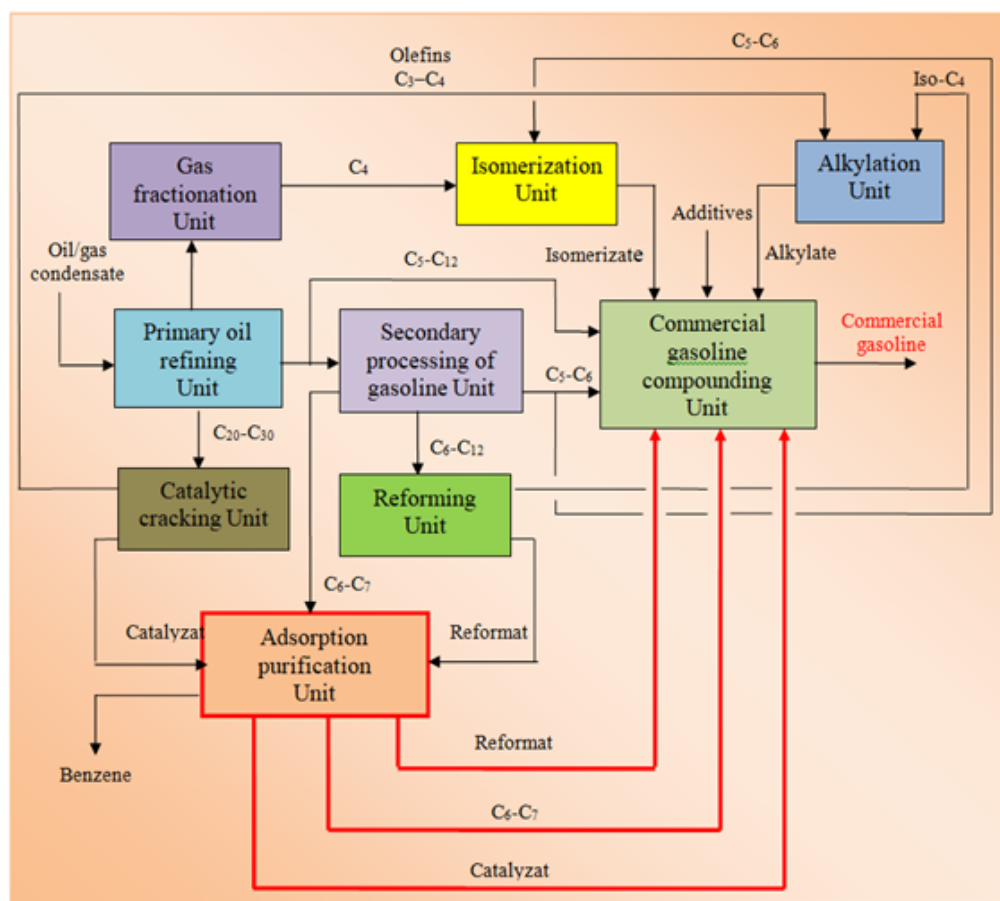 C₅-C₆
Olefins
C₃–C₄
Iso-C₄
Gas
fractionation
Unit
C₄
Isomerization
Unit
Alkylation
Unit
Additives
Oil/gas
condensate
C₅-C₁₂
Isomerizate
Alkylate
Primary oil
refining
Unit
Secondary
processing of
gasoline Unit
C₅-C₆
Commercial
gasoline
compounding
Unit
Commercial
gasoline
C₂₀-C₃₀
C₆-C₁₂
Catalytic
cracking Unit
Reforming
Unit
C₆-C₇
Catalyzat
Adsorption
purification
Unit
Reformat
Benzene
Reformat
C₆-C₇
Catalyzat